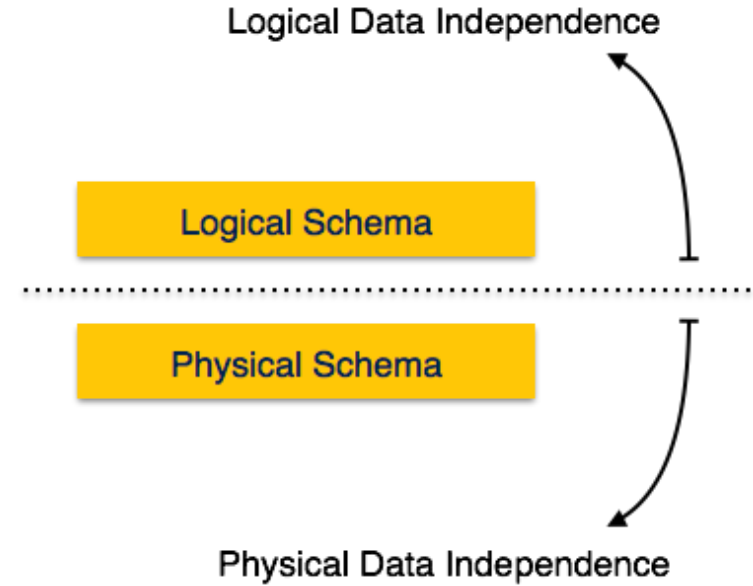 Logical Data Independence
Logical Schema
Physical Schema
Physical Data Independence